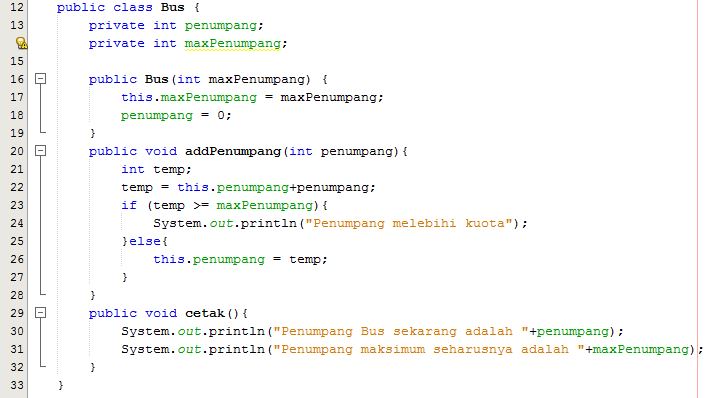 12 public class Bus {
13 private int penumpang;
private int maxPenumpang;
15
16 public Bus(int maxPenumpang) {
17 this.maxPenumpang = maxPenumpang;
18 penumpang = 0;
19 }
20 public void addPenumpang(int penumpang){
21 int temp;
22 temp = this.penumpang+penumpang;
23 if (temp >= maxPenumpang){
24 System.out.println("Penumpang melebihi kuota");
25 }else{
26 this.penumpang = temp;
27 }
28 }
29 public void cetak(){
30 System.out.println("Penumpang Bus sekarang adalah "+penumpang);
31 System.out.println("Penumpang maksimum seharusnya adalah "+maxPenumpang);
32 }
33 }